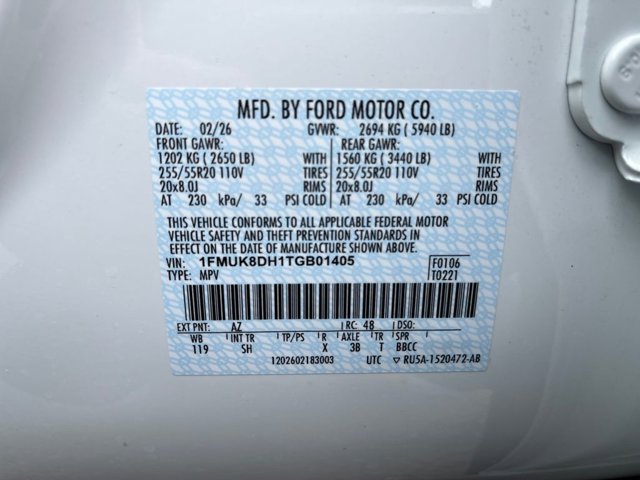 MFD. BY FORD MOTOR CO.
DATE: 02/26 GVWR: 2694 KG ( 5940 LB)
FRONT GAWR: REAR GAWR:
1202 KG ( 2650 LB) WITH 1560 KG ( 3440 LB) WITH
255/55R20 110V TIRES 255/55R20 110V TIRES
20x8.0J RIMS 20x8.0J RIMS
AT 230 kPa/ 33 PSI COLD AT 230 kPa/ 33 PSI COLD
THIS VEHICLE CONFORMS TO ALL APPLICABLE FEDERAL MOTOR
VEHICLE SAFETY AND THEFT PREVENTION STANDARDS IN
EFFECT ON THE DATE OF MANUFACTURE SHOWN ABOVE.
VIN: 1FMUK8DH1TGB01405 F0106
TYPE: MPV T0221
EXT PNT: AZ RC: 48 DSO:
WB INT TR TP/PS R AXLE TR SPR
119 SH X 3B T BBCC
1202602183003 UTC ▽ RU5A-1520472-AB